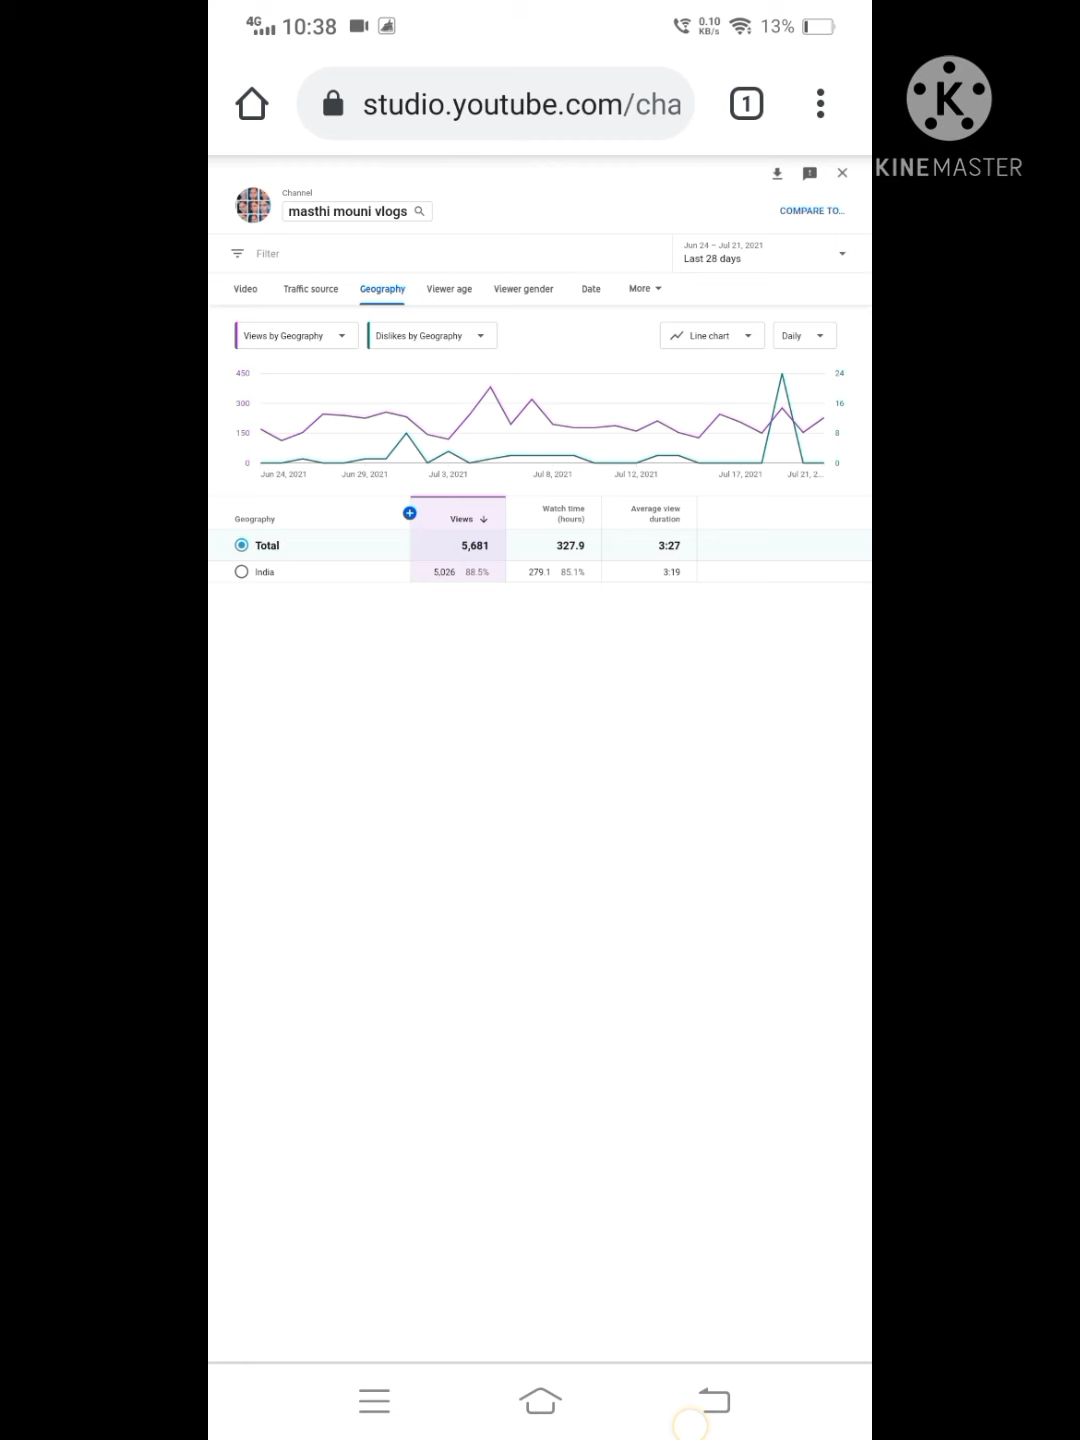 4G 10:38 0.10 KB/s 13%
studio.youtube.com/cha 1
K
KINEMASTER
Channel
masthi mouni vlogs
COMPARE TO...
Filter
Jun 24 – Jul 21, 2021
Last 28 days
Video Traffic source Geography Viewer age Viewer gender Date More
Views by Geography Dislikes by Geography Line chart Daily
450 24
300 16
150 8
0 0
Jun 24, 2021 Jun 29, 2021 Jul 3, 2021 Jul 8, 2021 Jul 12, 2021 Jul 17, 2021 Jul 21, 2...
Geography Views Watch time (hours) Average view duration
Total 5,681 327.9 3:27
India 5,026 88.5% 279.1 85.1% 3:19